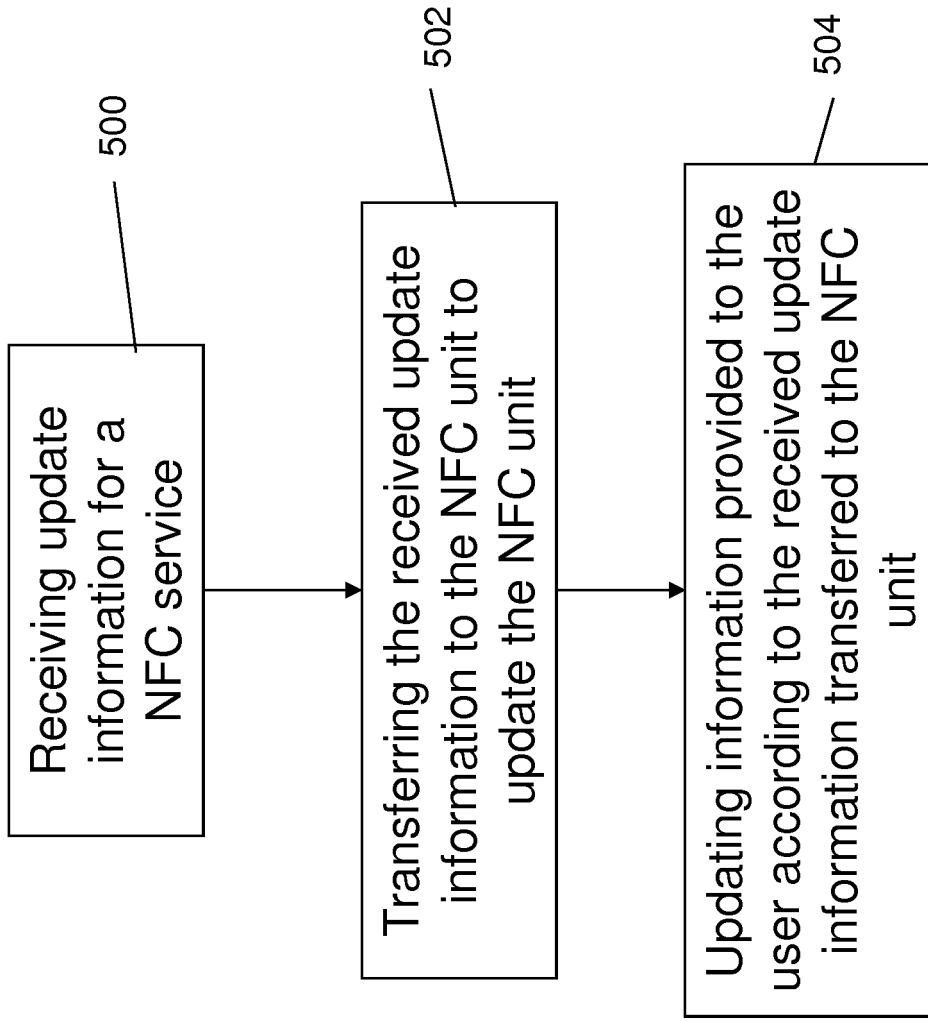 Receiving update
information for a
NFC service
500
Transferring the received update
information to the NFC unit to
update the NFC unit
502
Updating information provided to the
user according to the received update
information transferred to the NFC
unit
504